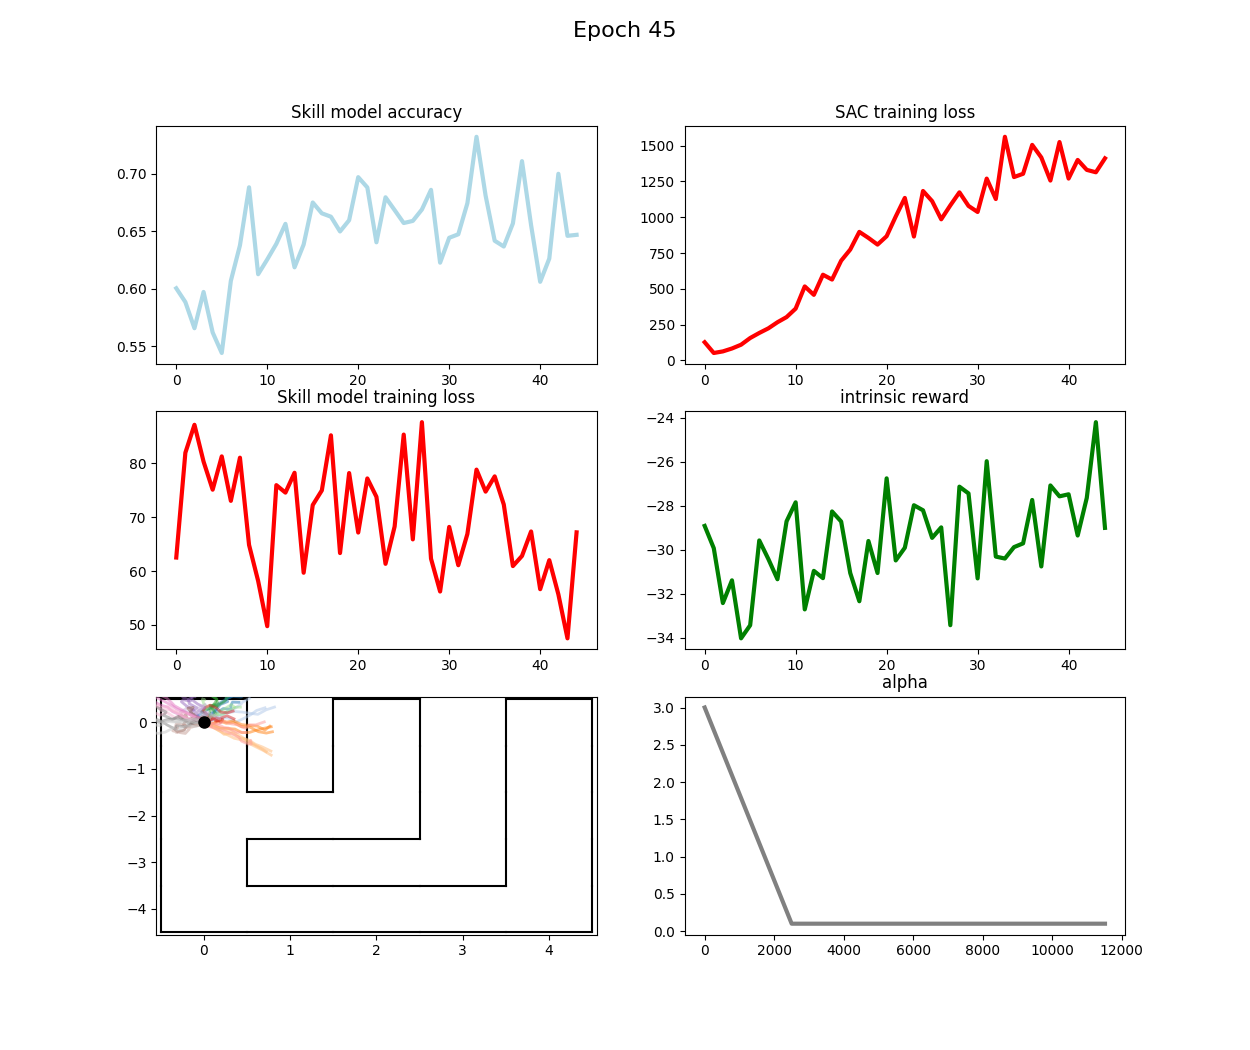 Epoch 45
Skill model accuracy
0.70
0.65
0.60
0.55
0 10 20 30 40
SAC training loss
1500
1250
1000
750
500
250
0
0 10 20 30 40
Skill model training loss
80
70
60
50
0 10 20 30 40
intrinsic reward
−24
−26
−28
−30
−32
−34
0 10 20 30 40
0
−1
−2
−3
−4
0 1 2 3 4
alpha
3.0
2.5
2.0
1.5
1.0
0.5
0.0
0 2000 4000 6000 8000 10000 12000